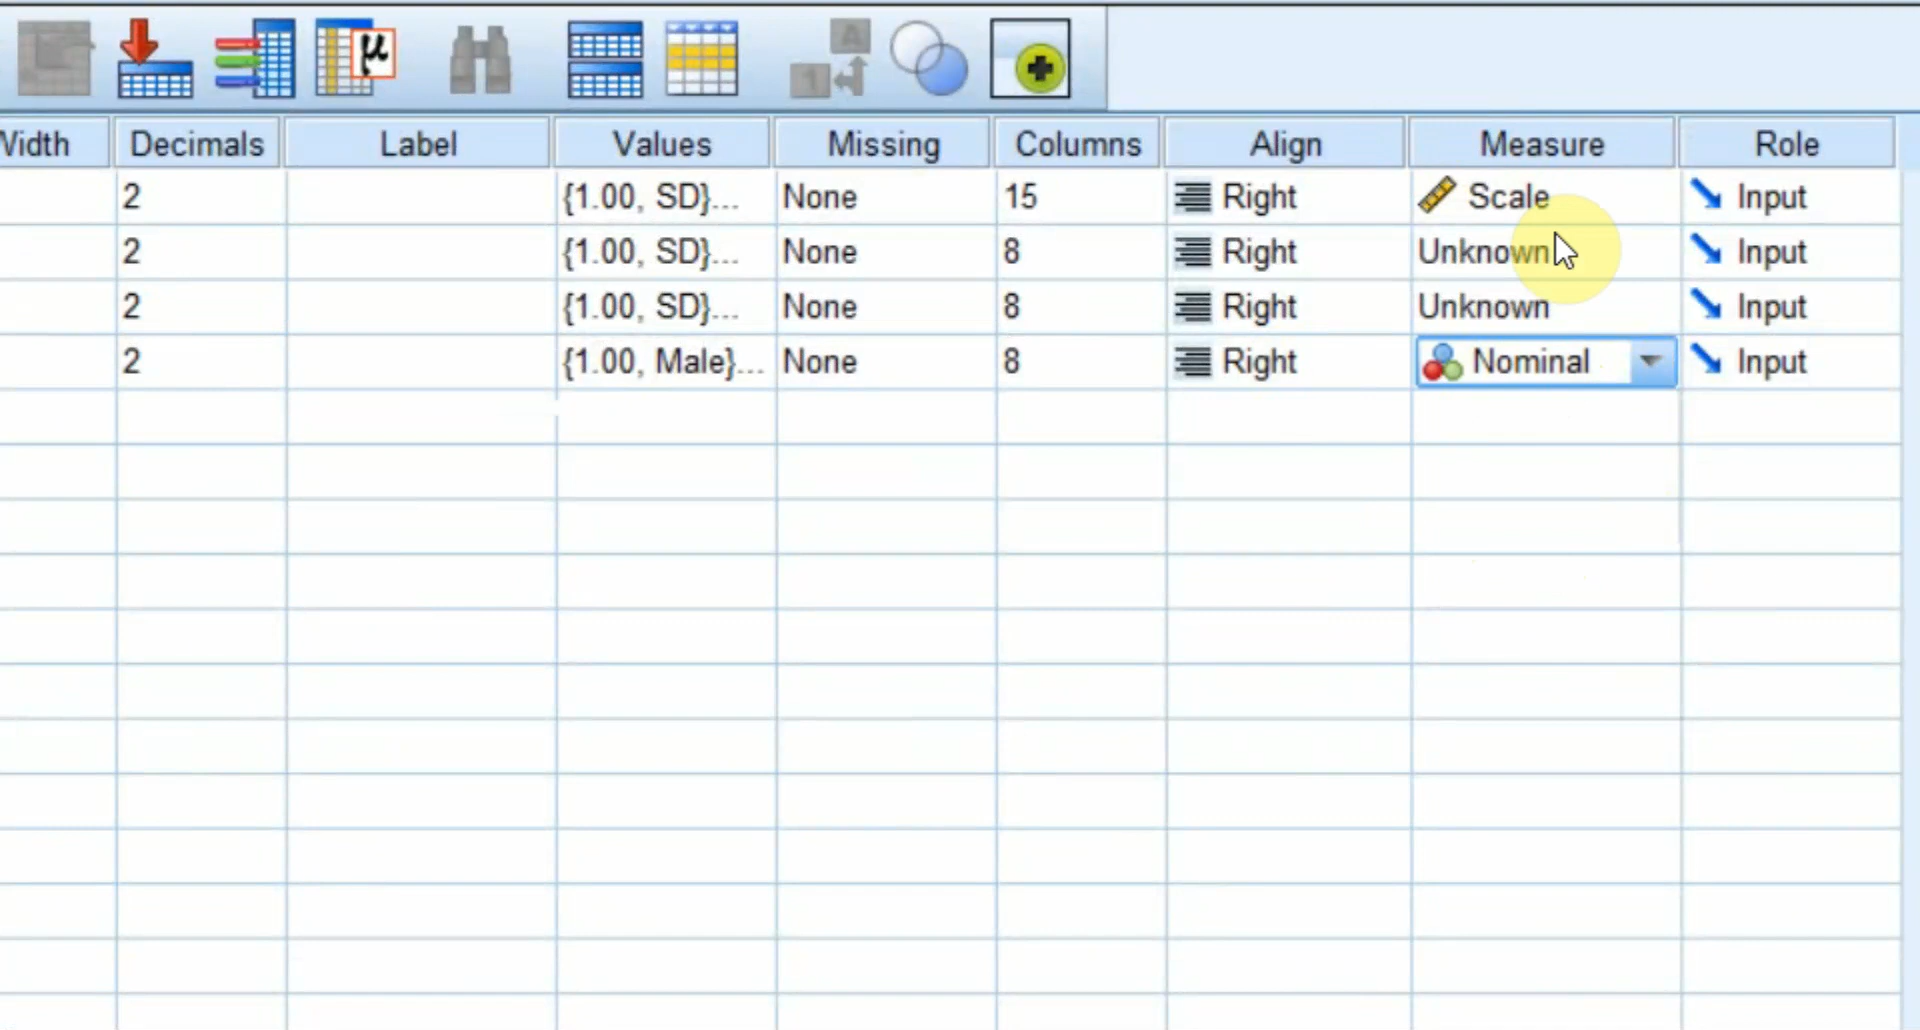 Width Decimals Label Values Missing Columns Align Measure Role
2 {1.00, SD}... None 15 Right Scale Input
2 {1.00, SD}... None 8 Right Unknown Input
2 {1.00, SD}... None 8 Right Unknown Input
2 {1.00, Male}... None 8 Right Nominal Input